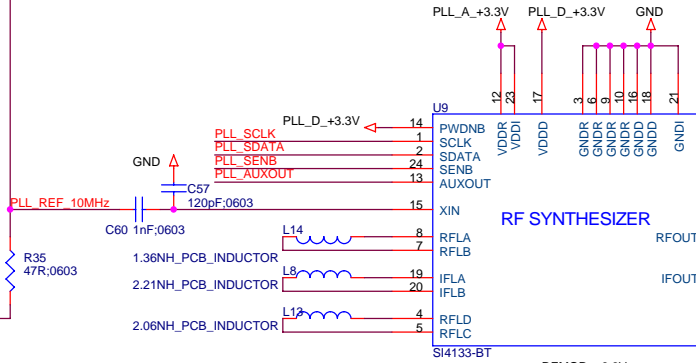 PLL_A_+3.3V PLL_D_+3.3V GND
12 23 17 3 6 9 10 16 18 21
U9
VDDR VDDI VDDD GNDR GNDR GNDR GNDR GNDD GNDD GNDI
PLL_D_+3.3V 14 PWDNB
PLL_SCLK 1 SCLK
PLL_SDATA 2 SDATA
PLL_SENB 24 SENB
PLL_AUXOUT 13 AUXOUT
GND
C57
120pF;0603
PLL_REF_10MHz 15 XIN
C60 1nF;0603
RF SYNTHESIZER
L14 8 RFLA RFOUT
7 RFLB
1.36NH_PCB_INDUCTOR
R35
47R;0603
L8 19 IFLA IFOUT
20 IFLB
2.21NH_PCB_INDUCTOR
L13 4 RFLD
5 RFLC
2.06NH_PCB_INDUCTOR
SI4133-BT